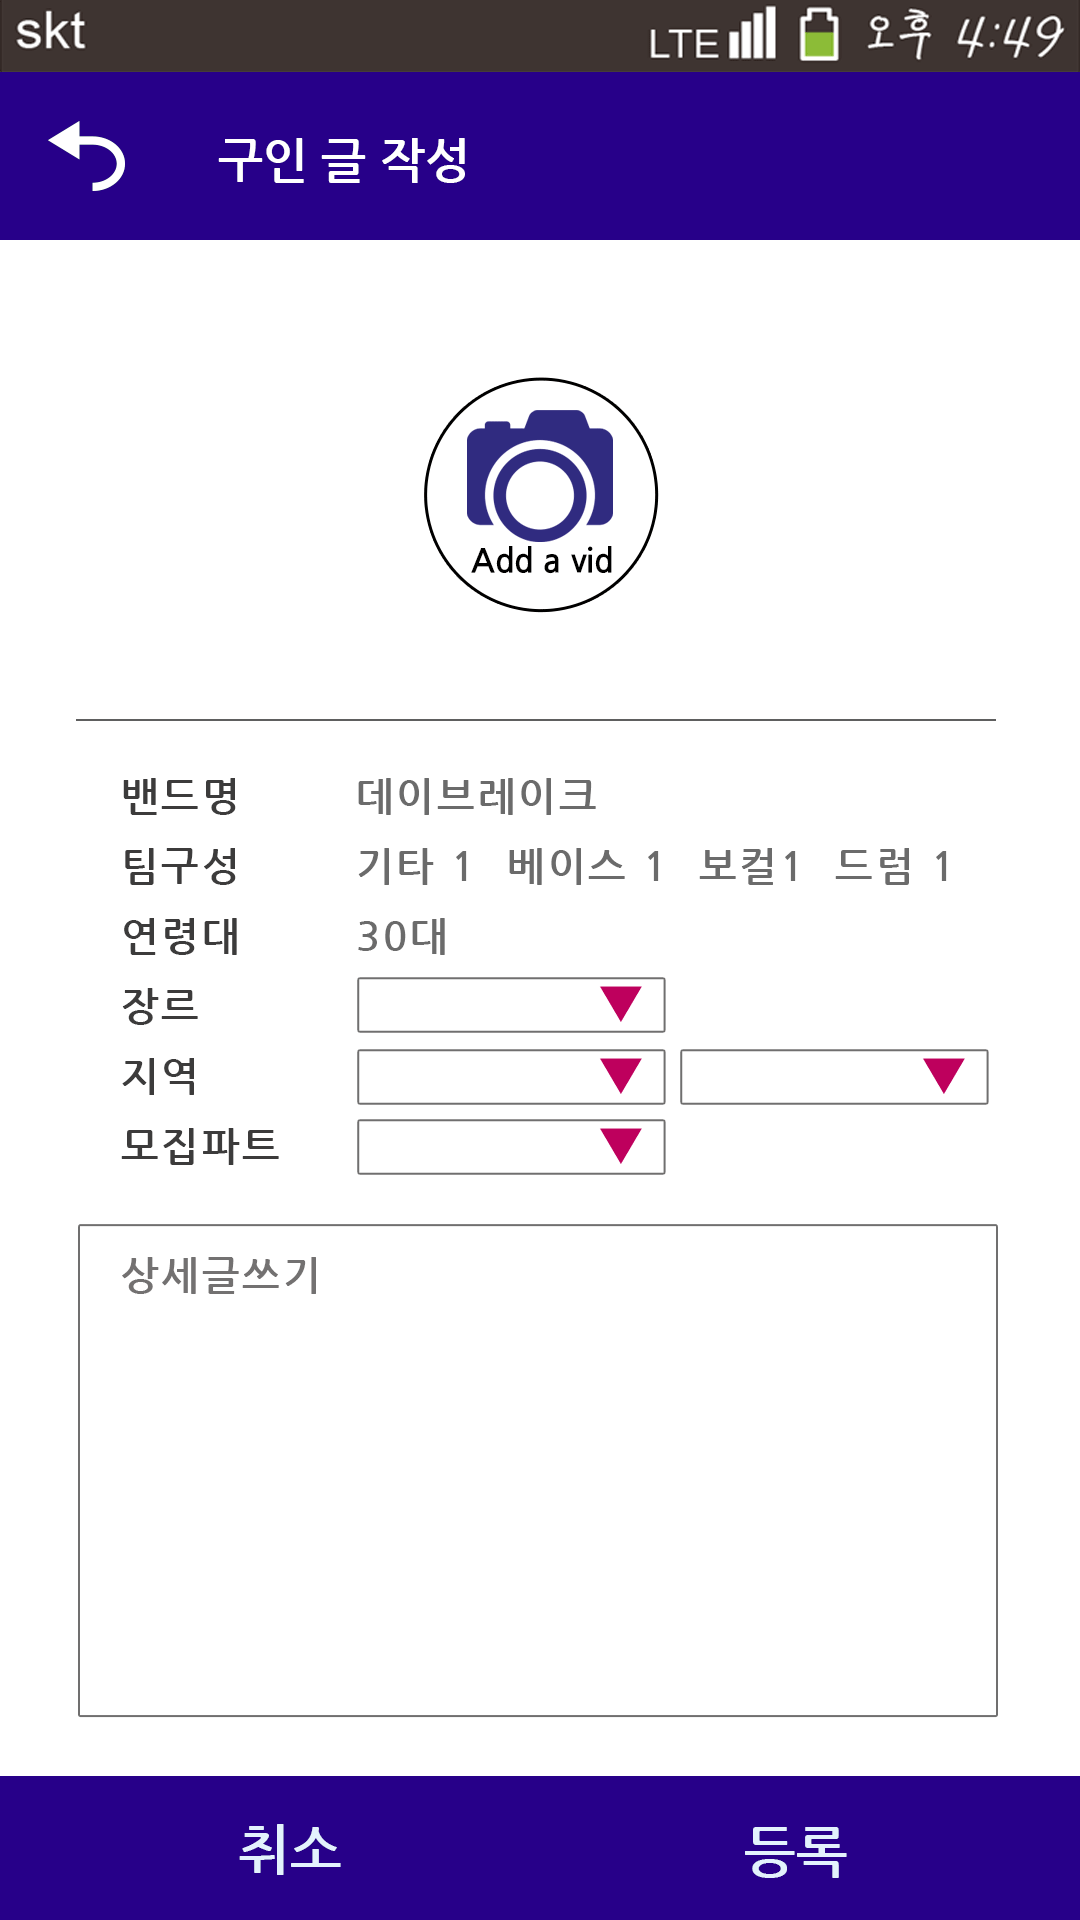 skt LTE 오후 4:49
구인 글 작성
Add a vid
밴드명 데이브레이크
팀구성 기타 1 베이스 1 보컬1 드럼 1
연령대 30대
장르
지역
모집파트
상세글쓰기
취소 등록